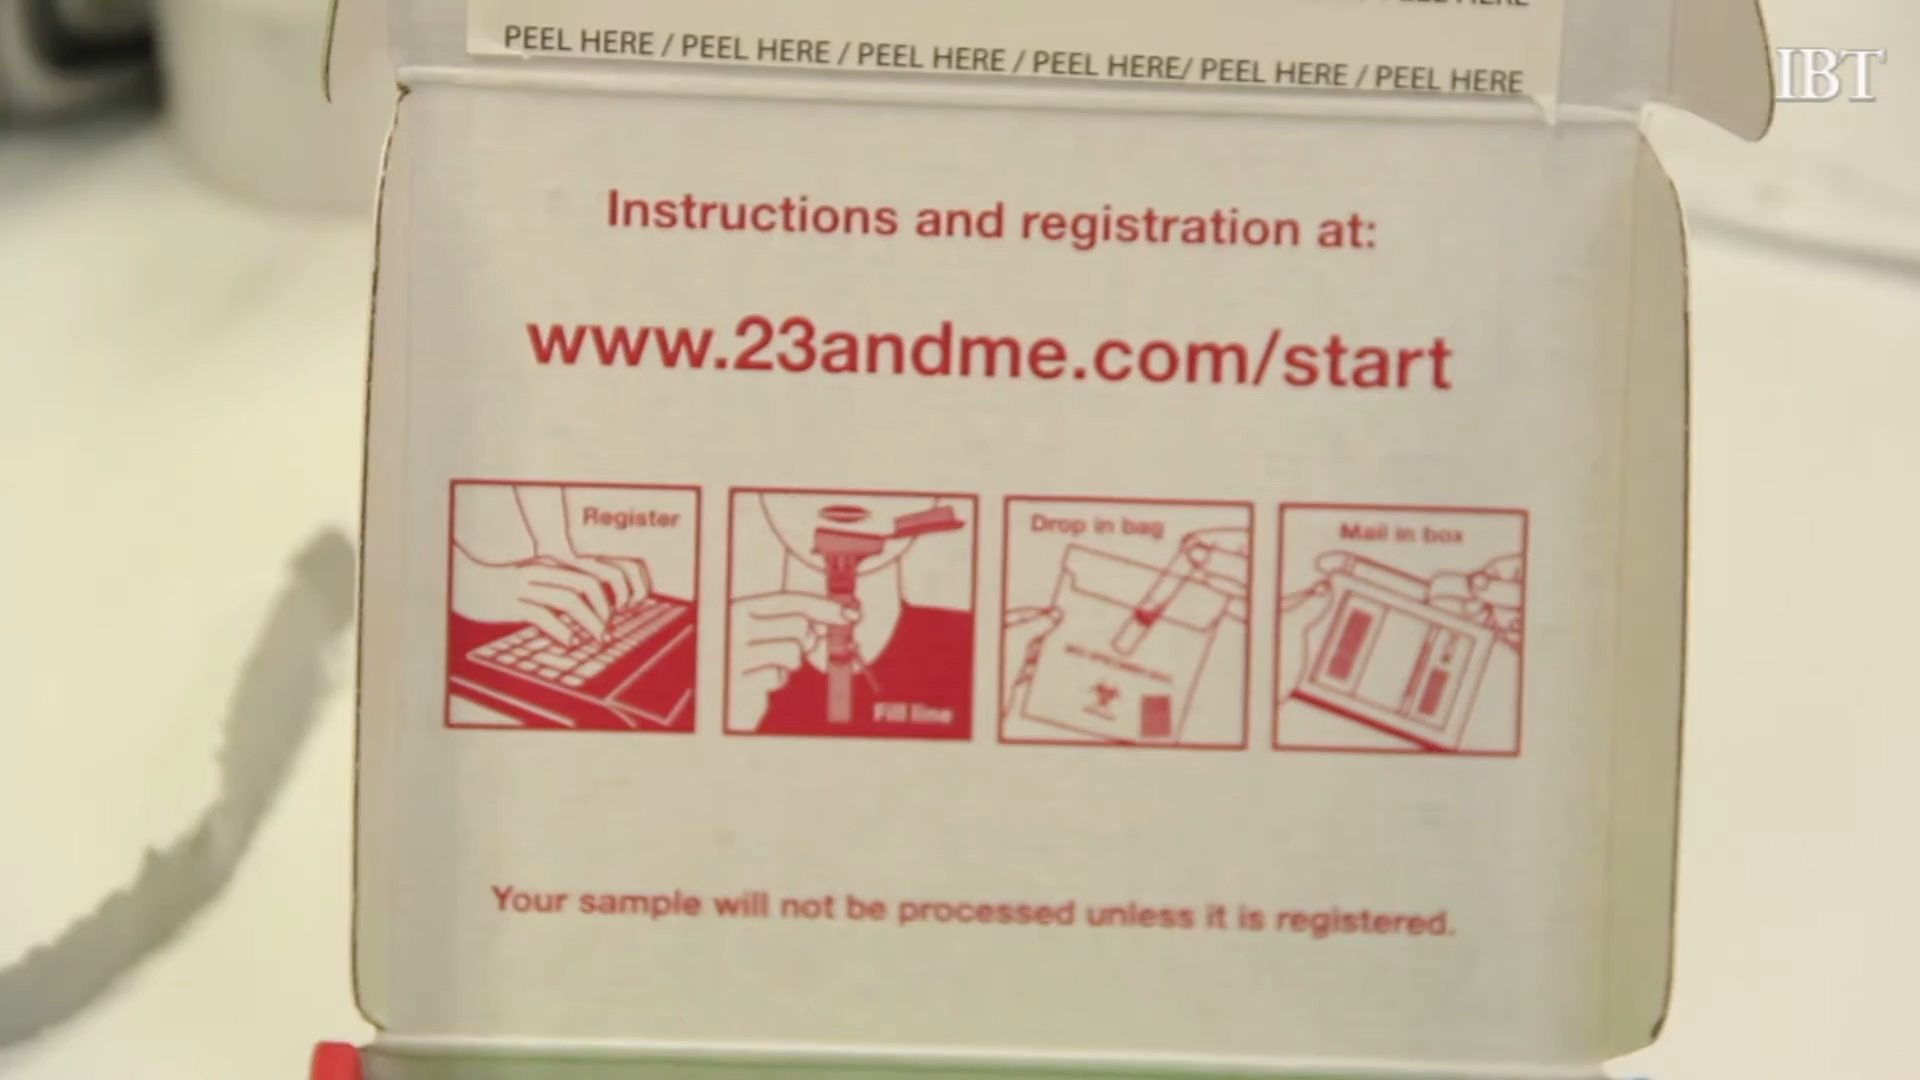 PEEL HERE
PEEL HERE / PEEL HERE / PEEL HERE / PEEL HERE/ PEEL HERE / PEEL HERE
IBT
Instructions and registration at:
www.23andme.com/start
Register
Fill line
Drop in bag
Mail in box
Your sample will not be processed unless it is registered.